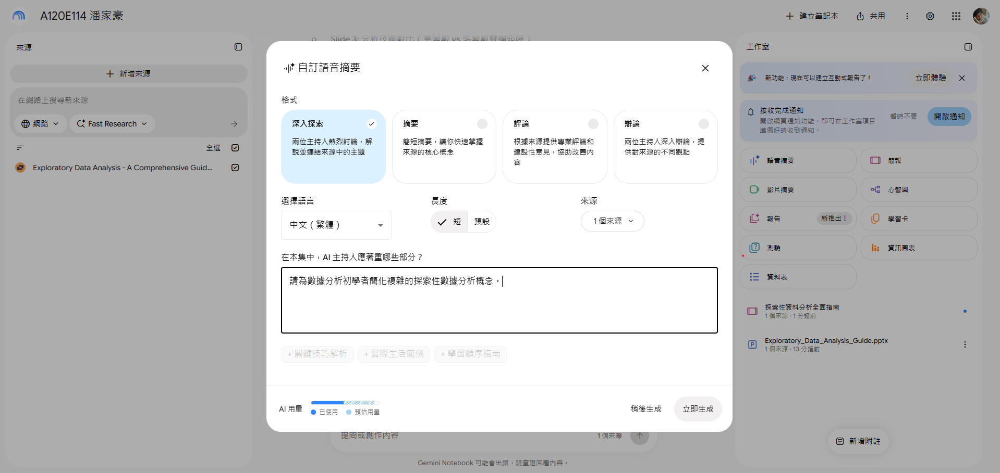 A120E114 潘家豪
建立筆記本
共用
來源
新增來源
在網路上搜尋新來源
網路
Fast Research
全選
Exploratory Data Analysis - A Comprehensive Guid...
Slide 3: 分析技術對比（單變數 vs 多變數雙欄矩陣）
自訂語音摘要
格式
深入探索
兩位主持人熱烈討論，解
說並連結來源中的主題
摘要
簡短摘要，讓你快速掌握
來源的核心概念
評論
根據來源提供專業評論和
建設性意見，協助改善內
容
辯論
兩位主持人深入辯論，提
供對來源的不同觀點
選擇語言
中文（繁體）
長度
短
預設
來源
1 個來源
在本集中，AI 主持人應著重哪些部分？
請為數據分析初學者簡化複雜的探索性數據分析概念。
+ 關鍵技巧解析
+ 實際生活範例
+ 學習順序指南
AI 用量
已使用
預估用量
稍後生成
立即生成
提問或創作內容
1 個來源
Gemini Notebook 可能會出錯，請查證回覆內容。
工作室
新功能：現在可以建立互動式報告了！
立即體驗
接收完成通知
開啟網頁通知功能，即可在工作室項目
準備好時收到通知。
暫時不要
開啟通知
語音摘要
簡報
影片摘要
心智圖
報告
新推出！
學習卡
測驗
資訊圖表
資料表
探索性資料分析全面指南
1 個來源 · 1 分鐘前
Exploratory_Data_Analysis_Guide.pptx
1 個來源 · 13 分鐘前
新增附註